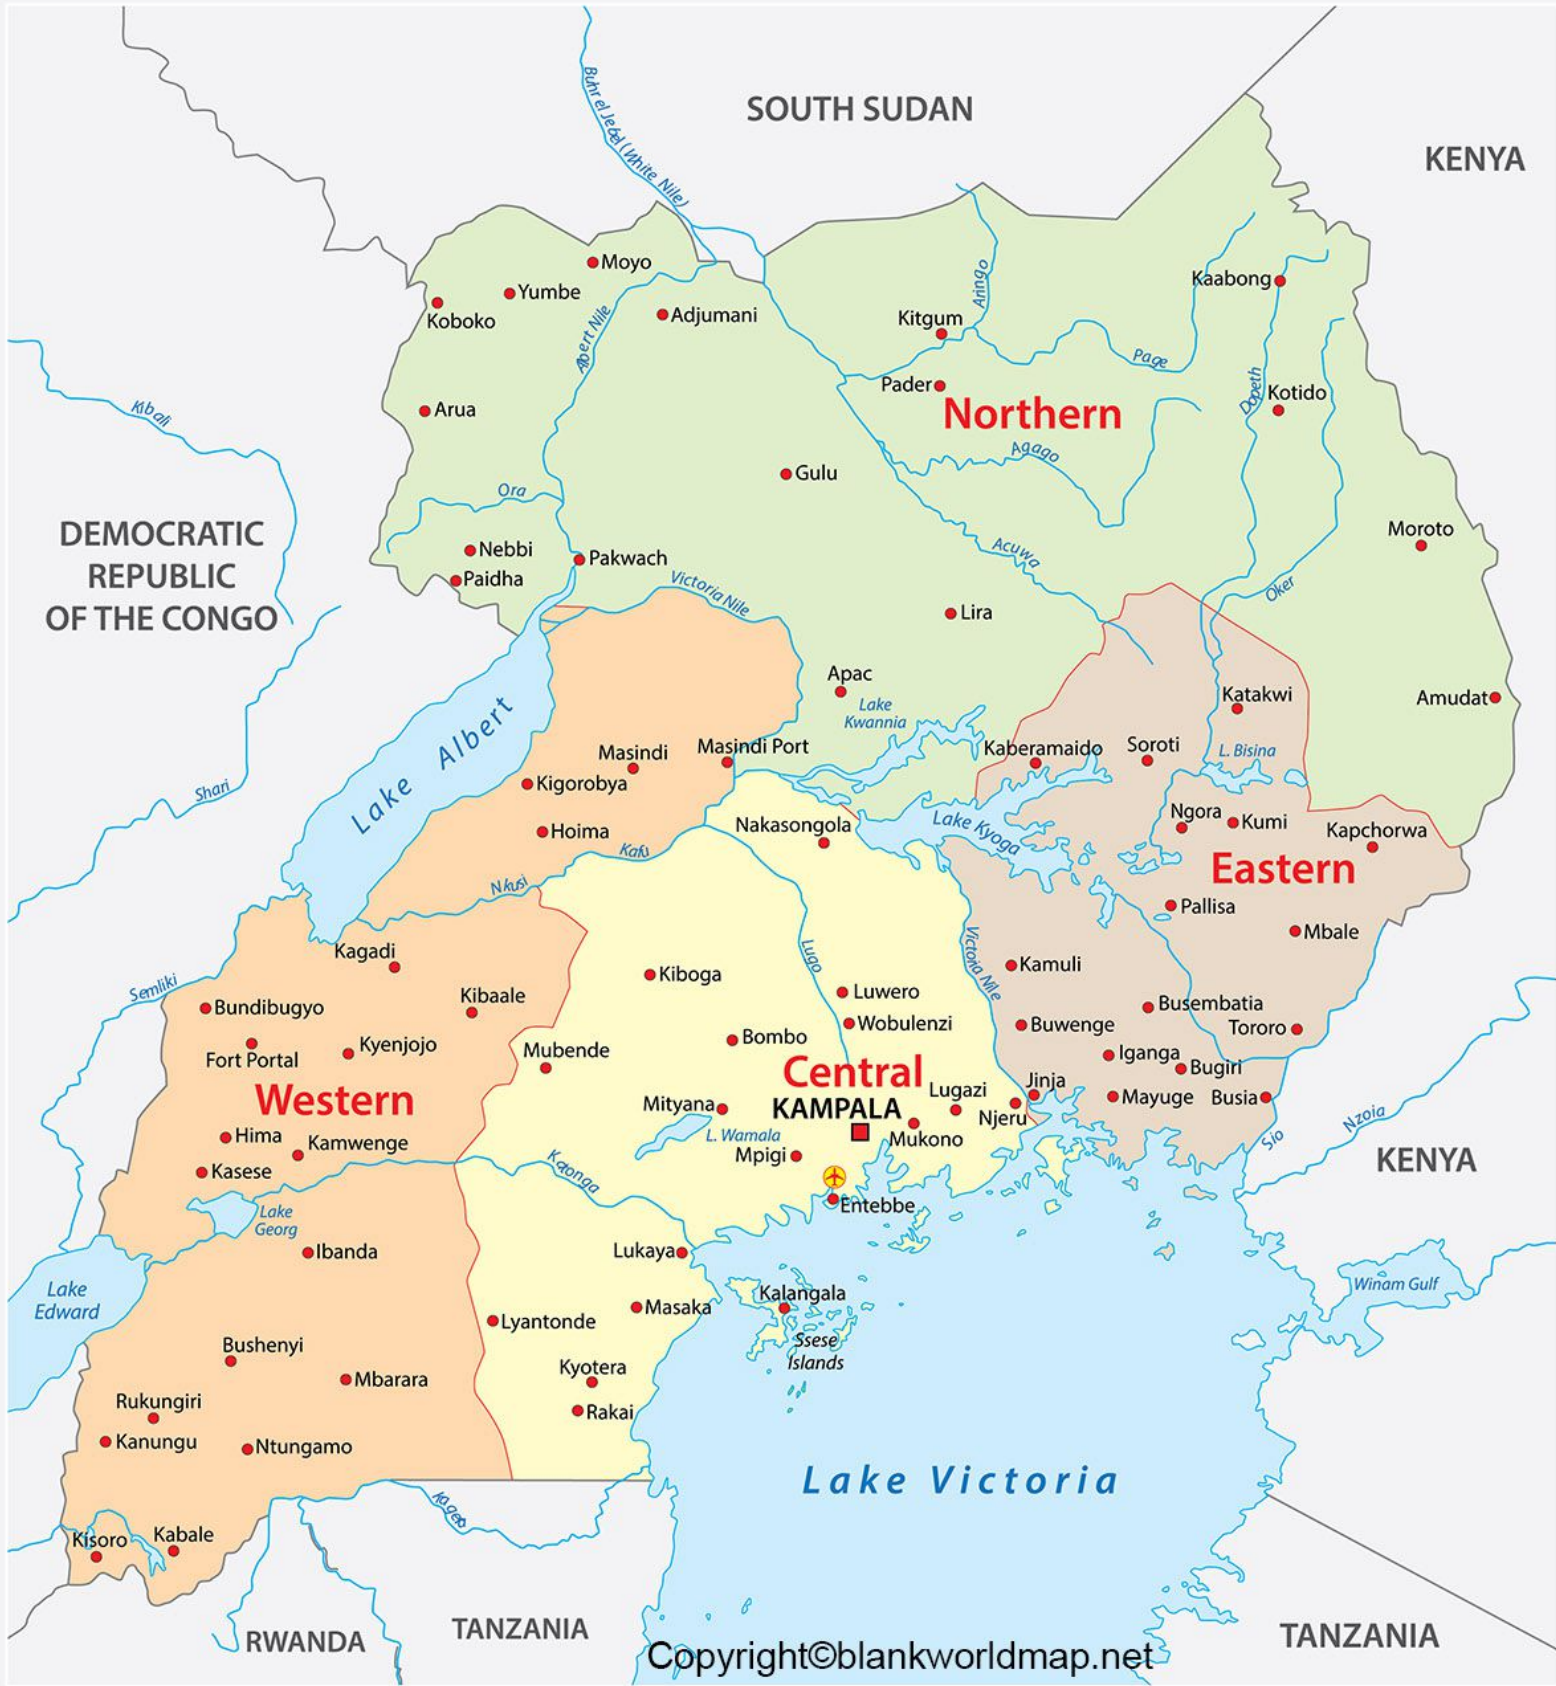 SOUTH SUDAN
KENYA
Buhr el Jebel (White Nile)
Moyo
Yumbe
Koboko
Adjumani
Albert Nile
Aringo
Kaabong
Kitgum
Page
Pader
Northern
Dopeth
Kotido
Kibali
Arua
Agago
Gulu
Ora
DEMOCRATIC
REPUBLIC
OF THE CONGO
Nebbi
Paidha
Pakwach
Victoria Nile
Acuwa
Moroto
Oker
Lira
Apac
Lake
Kwannia
Katakwi
Amudat
Lake Albert
Masindi
Masindi Port
Kaberamaido
Soroti
L. Bisina
Kigorobya
Shari
Hoima
Nakasongola
Lake Kyoga
Ngora
Kumi
Kapchorwa
Kafu
Eastern
Nkusi
Pallisa
Mbale
Kagadi
Lugo
Victoria Nile
Kamuli
Kiboga
Semliki
Bundibugyo
Kibaale
Luwero
Busembatia
Wobulenzi
Buwenge
Tororo
Fort Portal
Kyenjojo
Mubende
Bombo
Iganga
Bugiri
Western
Central
Jinja
Lugazi
Mityana
KAMPALA
Njeru
Mayuge
Busia
Nzoia
Hima
Kamwenge
L. Wamala
Mukono
Sio
Mpigi
KENYA
Kasese
Kaonga
Entebbe
Lake
Georg
Ibanda
Lukaya
Lake
Edward
Winam Gulf
Kalangala
Masaka
Lyantonde
Ssese
Islands
Bushenyi
Kyotera
Mbarara
Rukungiri
Rakai
Kanungu
Ntungamo
Lake Victoria
Kisoro
Kabale
RWANDA
TANZANIA
TANZANIA
Copyright©blankworldmap.net